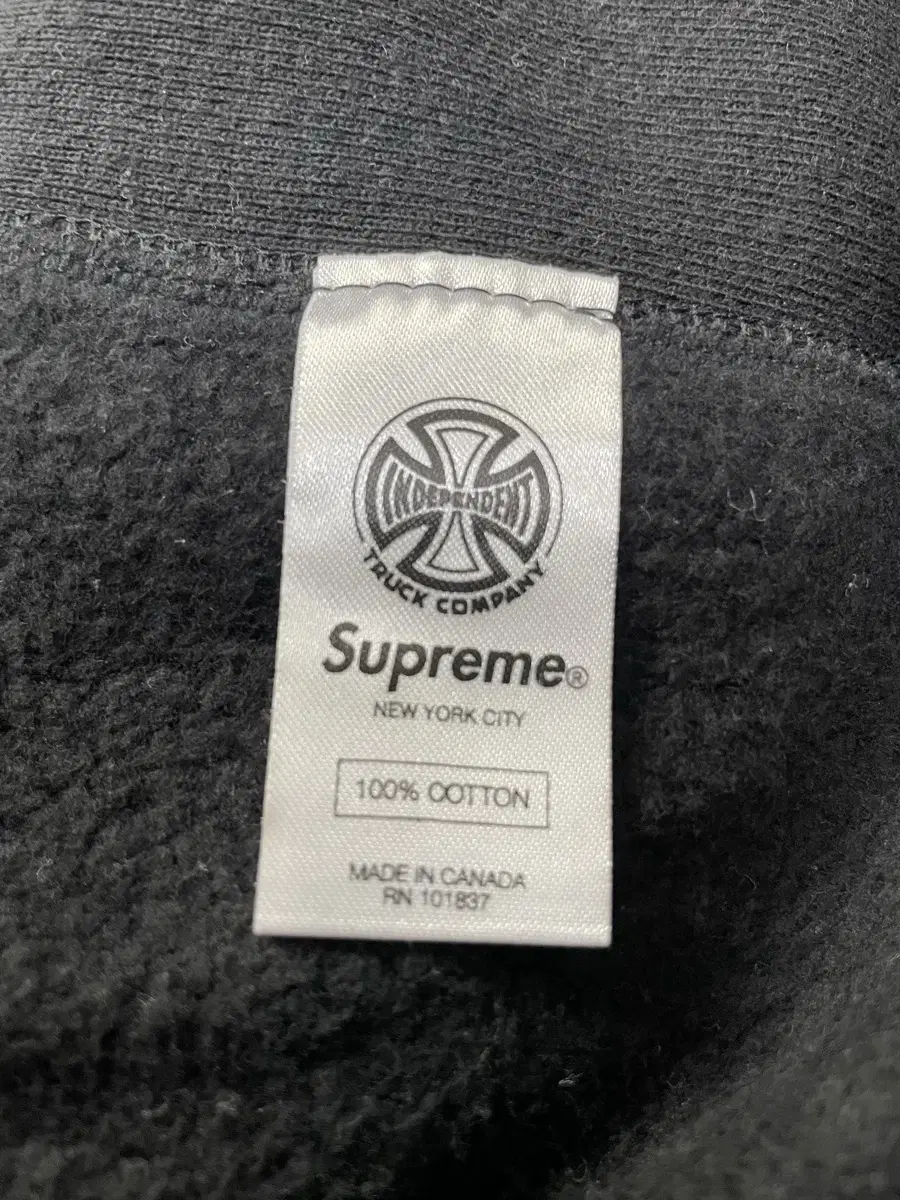 INDEPENDENT
TRUCK COMPANY
Supreme®
NEW YORK CITY
100% COTTON
MADE IN CANADA
RN 101837